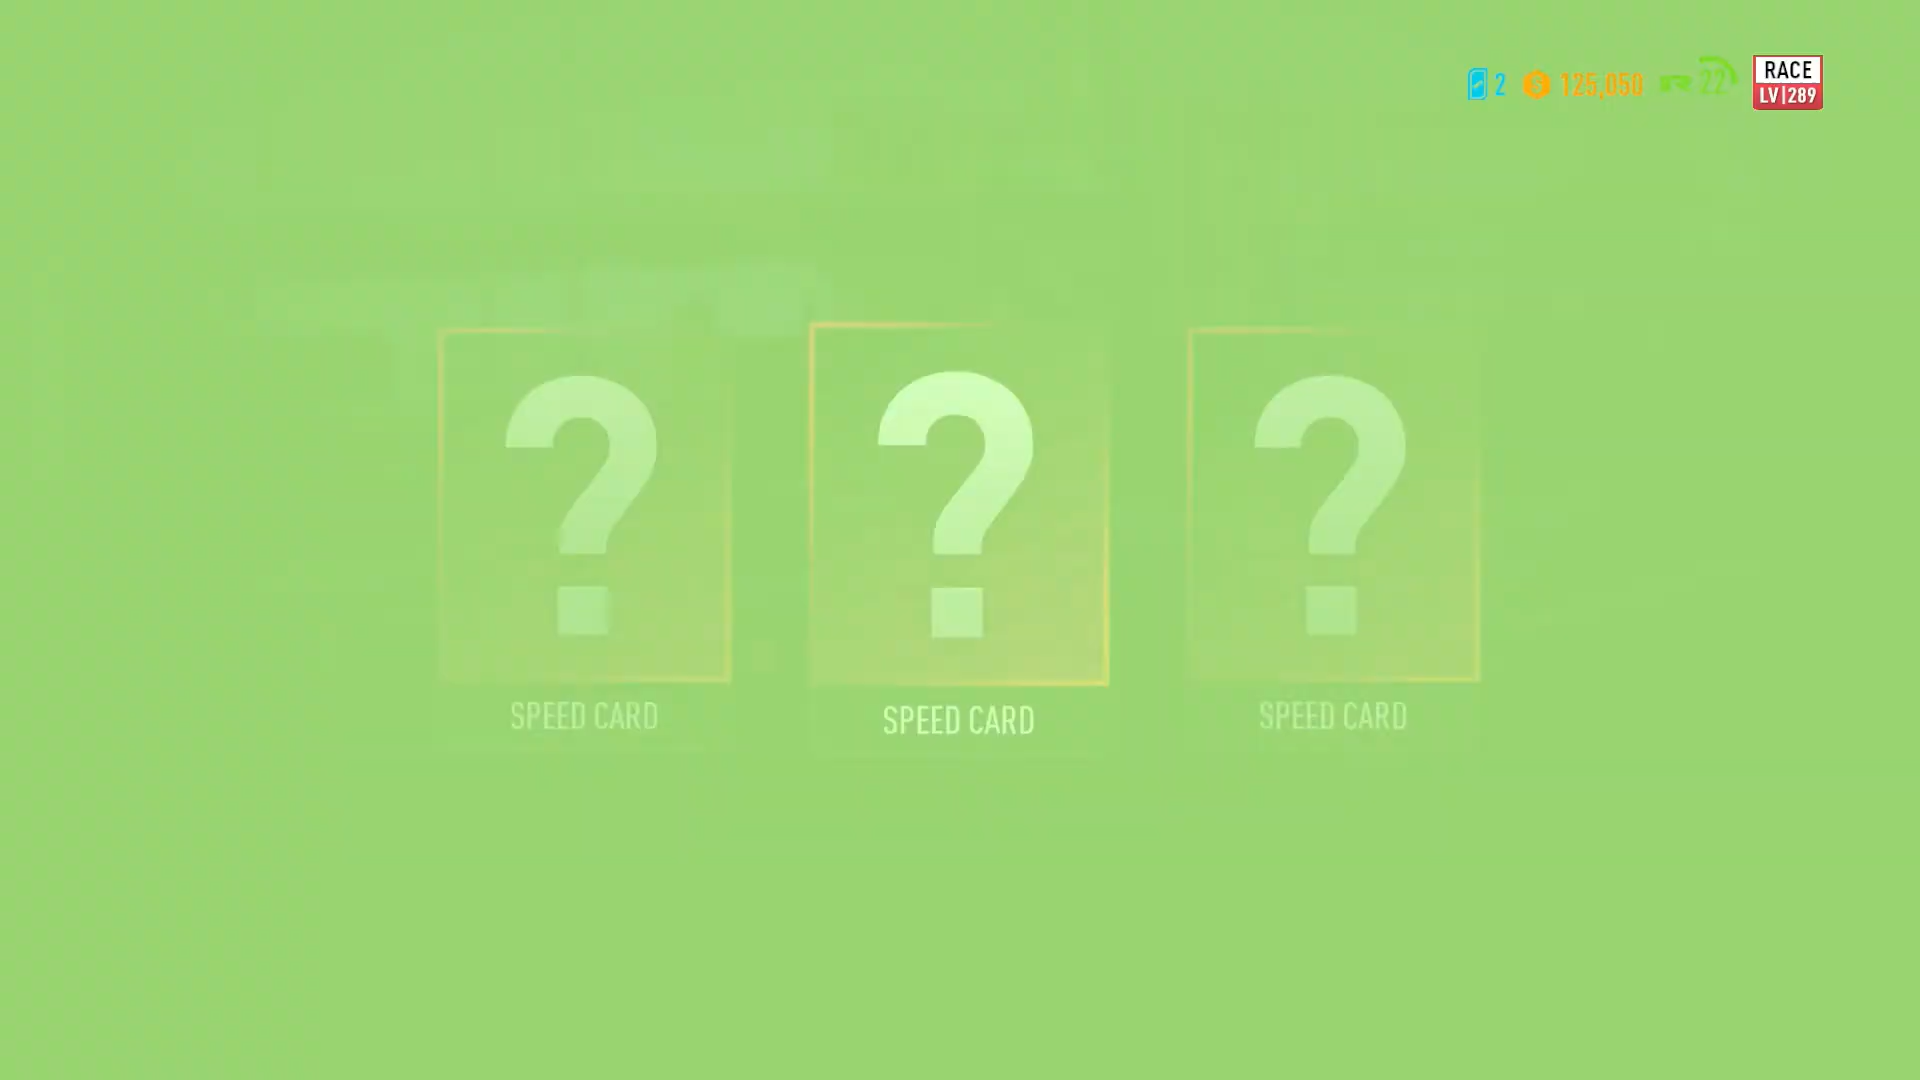 2 125,050 22
RACE
LV|289
? ? ?
SPEED CARD SPEED CARD SPEED CARD